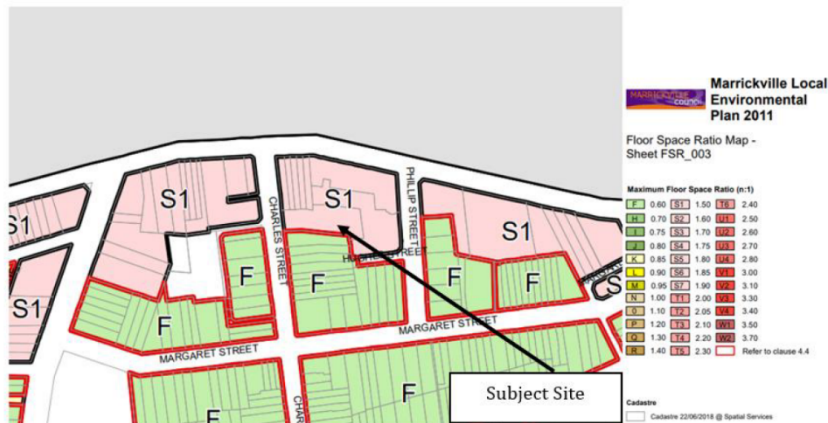 S1
S1
S1
S1
S1
S
F
F
F
F
F
F
F
CHARLES STREET
PHILLIP STREET
HUGHES STREET
MARGARET STREET
MARGARET STREET
Subject Site
MARRICKVILLE
council
Marrickville Local
Environmental
Plan 2011
Floor Space Ratio Map -
Sheet FSR_003
Maximum Floor Space Ratio (n:1)
F 0.60 S1 1.50 T6 2.40
H 0.70 S2 1.60 U1 2.50
I 0.75 S3 1.70 U2 2.60
J 0.80 S4 1.75 U3 2.70
K 0.85 S5 1.80 U4 2.80
L 0.90 S6 1.85 V1 3.00
M 0.95 S7 1.90 V2 3.10
N 1.00 T1 2.00 V3 3.30
O 1.10 T2 2.05 V4 3.40
P 1.20 T3 2.10 W1 3.50
Q 1.30 T4 2.20 W2 3.70
R 1.40 T5 2.30 Refer to clause 4.4
Cadastre
Cadastre 22/06/2018 @ Spatial Services